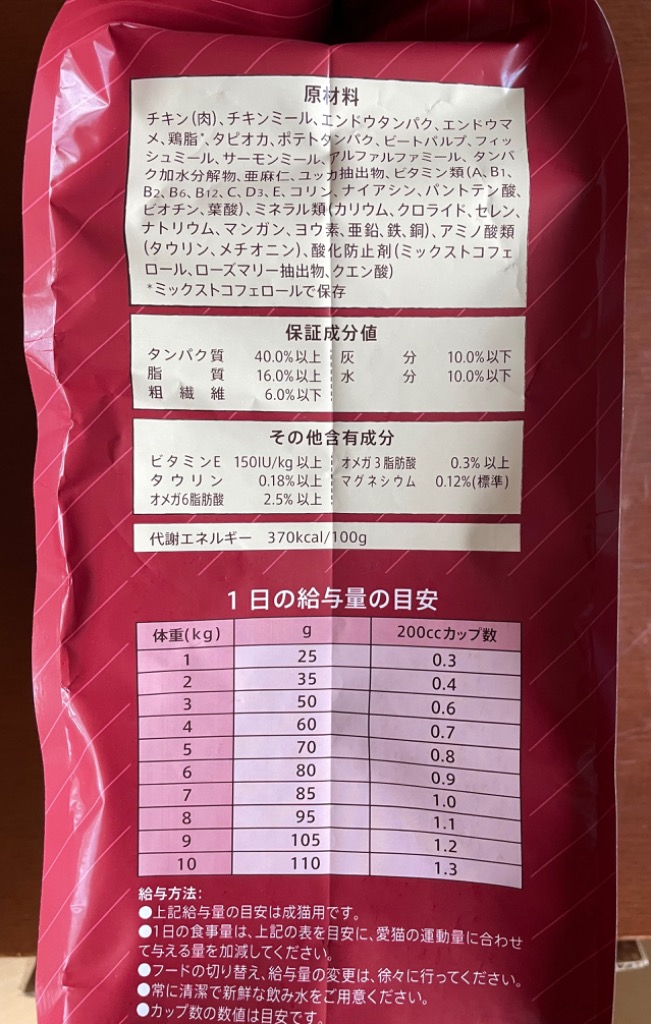 原材料
チキン(肉)、チキンミール、エンドウタンパク、エンドウマ
メ、鶏脂*、タピオカ、ポテトタンパク、ビートパルプ、フィッ
シュミール、サーモンミール、アルファルファミール、タンパ
ク加水分解物、亜麻仁、ユッカ抽出物、ビタミン類(A、B1、
B2、B6、B12、C、D3、E、コリン、ナイアシン、パントテン酸、
ビオチン、葉酸)、ミネラル類(カリウム、クロライド、セレン、
ナトリウム、マンガン、ヨウ素、亜鉛、鉄、銅)、アミノ酸類
(タウリン、メチオニン)、酸化防止剤(ミックストコフェ
ロール、ローズマリー抽出物、クエン酸)
*ミックストコフェロールで保存
保証成分値
タンパク質 40.0%以上 灰分 10.0%以下
脂質 16.0%以上 水分 10.0%以下
粗繊維 6.0%以下
その他含有成分
ビタミンE 150IU/kg以上 オメガ3脂肪酸 0.3%以上
タウリン 0.18%以上 マグネシウム 0.12%(標準)
オメガ6脂肪酸 2.5%以上
代謝エネルギー 370kcal/100g
1日の給与量の目安
体重(kg) g 200ccカップ数
1 25 0.3
2 35 0.4
3 50 0.6
4 60 0.7
5 70 0.8
6 80 0.9
7 85 1.0
8 95 1.1
9 105 1.2
10 110 1.3
給与方法:
●上記給与量の目安は成猫用です。
●1日の食事量は、上記の表を目安に、愛猫の運動量に合わせ
て与える量を加減してください。
●フードの切り替え、給与量の変更は、徐々に行ってください。
●常に清潔で新鮮な飲み水をご用意ください。
●カップ数の数値は目安です。